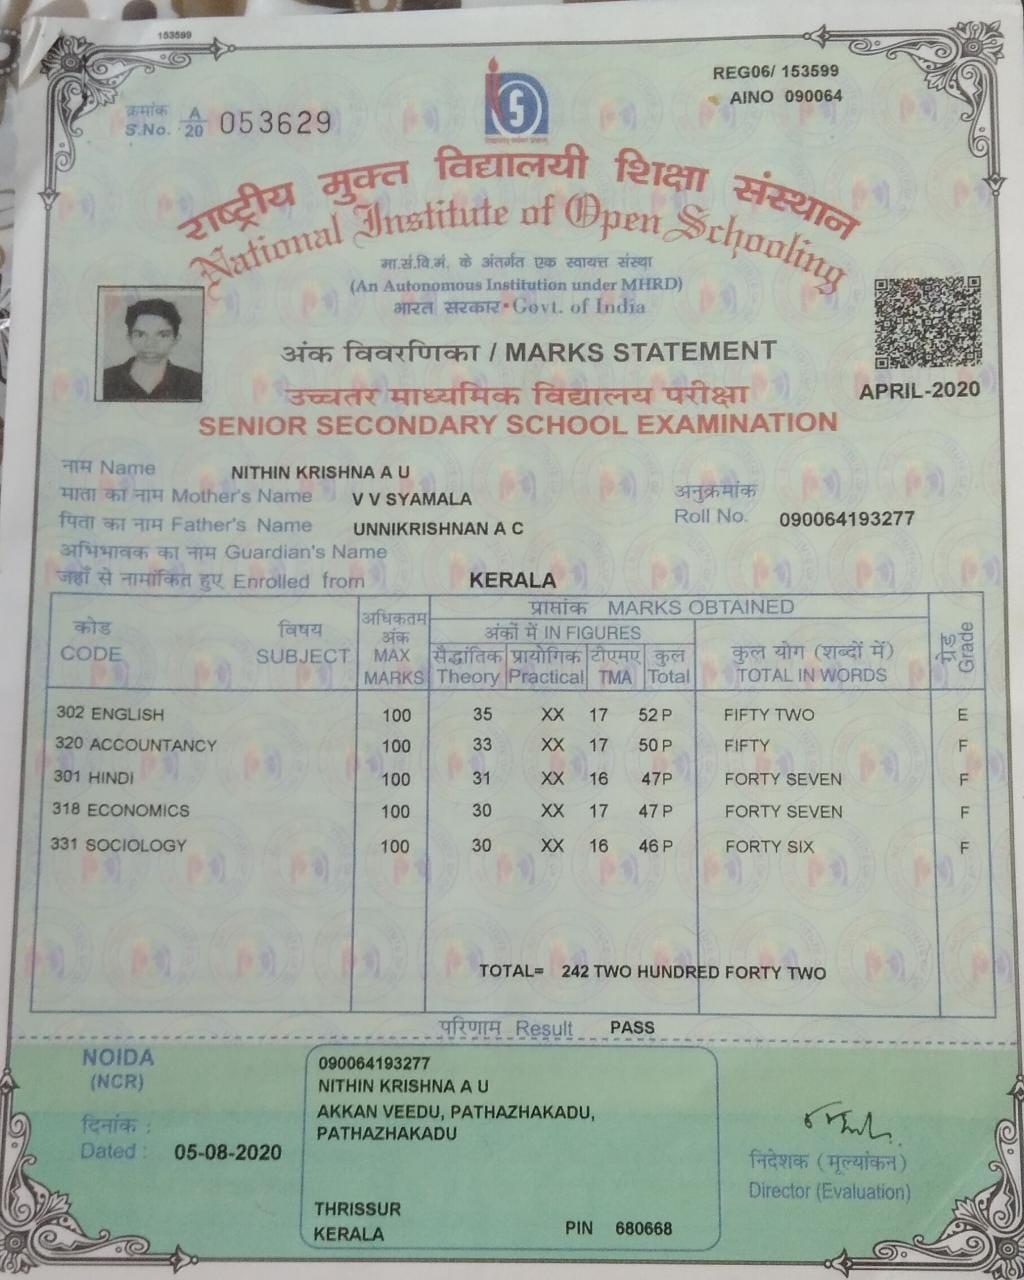 153599
REG06/ 153599
AINO 090064
क्रमांक
S.No. A/20 053629
राष्ट्रीय मुक्त विद्यालयी शिक्षा संस्थान
National Institute of Open Schooling
मा.सं.वि.मं. के अंतर्गत एक स्वायत्त संस्था
(An Autonomous Institution under MHRD)
भारत सरकार • Govt. of India
अंक विवरणिका / MARKS STATEMENT
APRIL-2020
उच्चतर माध्यमिक विद्यालय परीक्षा
SENIOR SECONDARY SCHOOL EXAMINATION
नाम Name NITHIN KRISHNA A U
माता का नाम Mother's Name V V SYAMALA
अनुक्रमांक
Roll No. 090064193277
पिता का नाम Father's Name UNNIKRISHNAN A C
अभिभावक का नाम Guardian's Name
जहाँ से नामांकित हुए Enrolled from KERALA
कोड CODE विषय SUBJECT अधिकतम अंक MAX MARKS प्राप्तांक MARKS OBTAINED ग्रेड Grade
अंकों में IN FIGURES कुल योग (शब्दों में) TOTAL IN WORDS
सैद्धांतिक Theory प्रायोगिक Practical टीएमए TMA कुल Total
302 ENGLISH 100 35 XX 17 52 P FIFTY TWO E
320 ACCOUNTANCY 100 33 XX 17 50 P FIFTY F
301 HINDI 100 31 XX 16 47P FORTY SEVEN F
318 ECONOMICS 100 30 XX 17 47 P FORTY SEVEN F
331 SOCIOLOGY 100 30 XX 16 46 P FORTY SIX F
TOTAL= 242 TWO HUNDRED FORTY TWO
परिणाम Result PASS
NOIDA
(NCR)
दिनांक :
Dated : 05-08-2020
090064193277
NITHIN KRISHNA A U
AKKAN VEEDU, PATHAZHAKADU,
PATHAZHAKADU
THRISSUR
KERALA PIN 680668
निदेशक (मूल्यांकन)
Director (Evaluation)